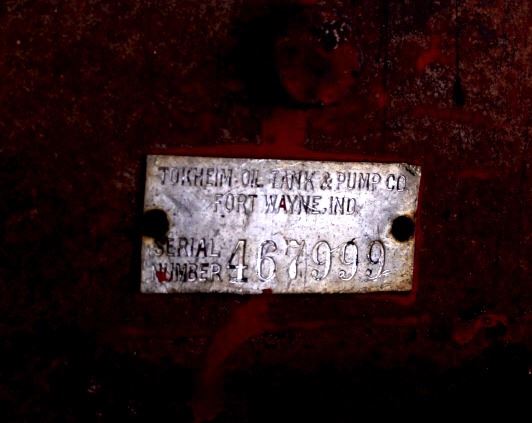 TOKHEIM OIL TANK & PUMP CO
FORT WAYNE, IND.
SERIAL NUMBER 467999